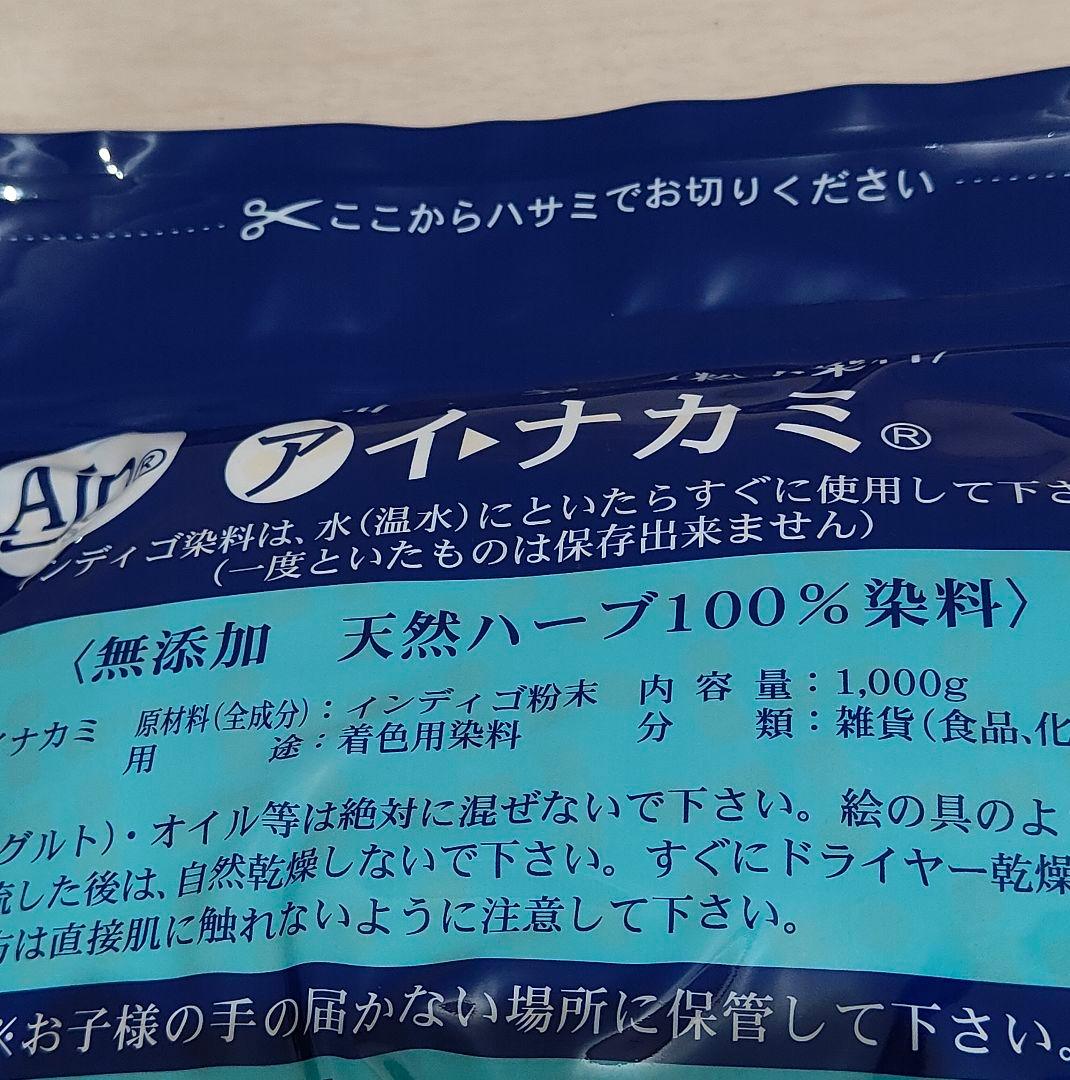 ここからハサミでお切りください
アイナカミ®
Ain®
ンディゴ染料は、水(温水)にといたらすぐに使用して下さ
(一度といたものは保存出来ません)
〈無添加　天然ハーブ100％染料〉
イナカミ 原材料(全成分)：インディゴ粉末 内容量：1,000g
用途：着色用染料 分類：雑貨(食品、化
グルト)・オイル等は絶対に混ぜないで下さい。絵の具のよ
流した後は、自然乾燥しないで下さい。すぐにドライヤー乾燥
方は直接肌に触れないように注意して下さい。
※お子様の手の届かない場所に保管して下さい。